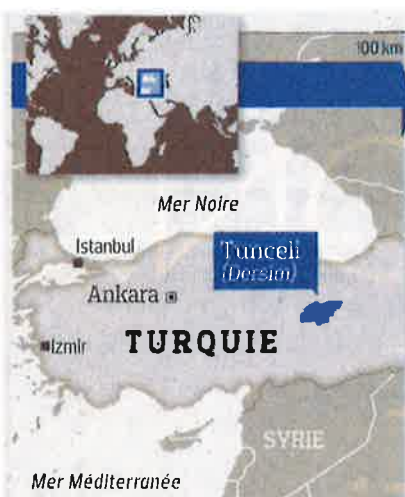 100 km
Mer Noire
Istanbul
Tunceli
(Dersim)
Ankara
Izmir
TURQUIE
SYRIE
Mer Méditerranée